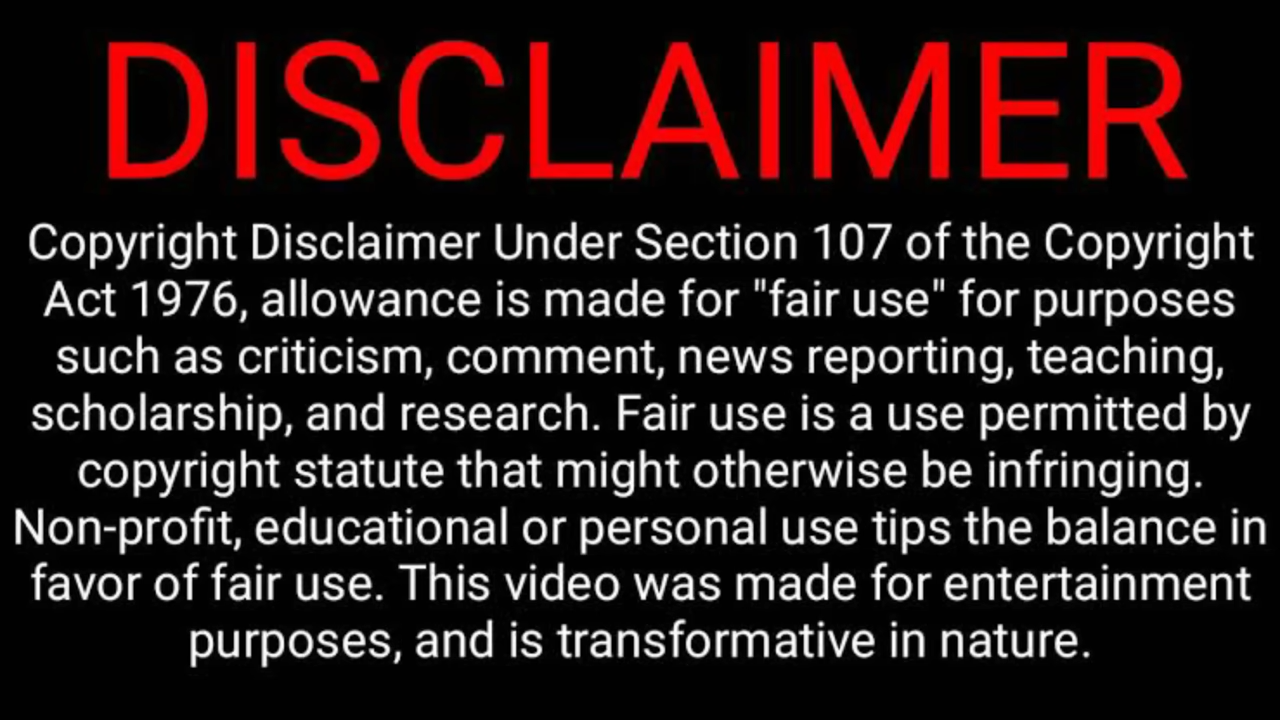 DISCLAIMER
Copyright Disclaimer Under Section 107 of the Copyright
Act 1976, allowance is made for "fair use" for purposes
such as criticism, comment, news reporting, teaching,
scholarship, and research. Fair use is a use permitted by
copyright statute that might otherwise be infringing.
Non-profit, educational or personal use tips the balance in
favor of fair use. This video was made for entertainment
purposes, and is transformative in nature.